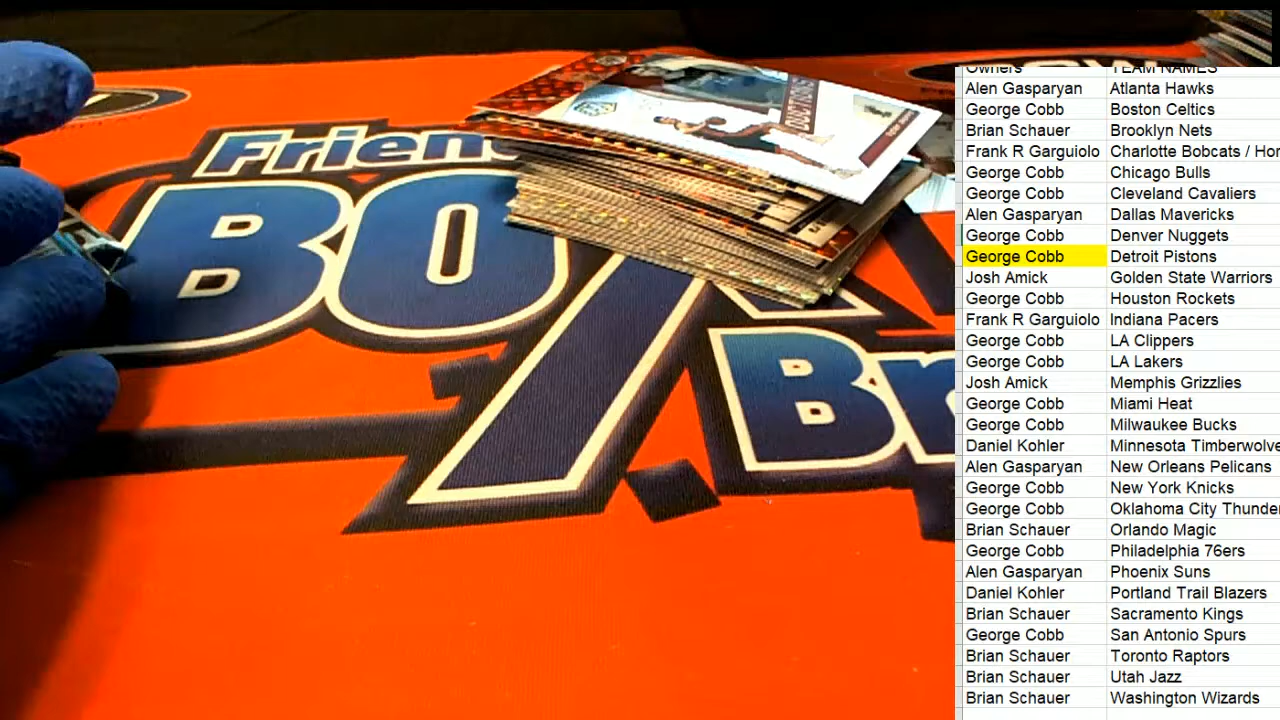 Frien
BO
Br
Owners TEAM NAMES
Alen Gasparyan Atlanta Hawks
George Cobb Boston Celtics
Brian Schauer Brooklyn Nets
Frank R Garguiolo Charlotte Bobcats / Hor
George Cobb Chicago Bulls
George Cobb Cleveland Cavaliers
Alen Gasparyan Dallas Mavericks
George Cobb Denver Nuggets
George Cobb Detroit Pistons
Josh Amick Golden State Warriors
George Cobb Houston Rockets
Frank R Garguiolo Indiana Pacers
George Cobb LA Clippers
George Cobb LA Lakers
Josh Amick Memphis Grizzlies
George Cobb Miami Heat
George Cobb Milwaukee Bucks
Daniel Kohler Minnesota Timberwolve
Alen Gasparyan New Orleans Pelicans
George Cobb New York Knicks
George Cobb Oklahoma City Thunder
Brian Schauer Orlando Magic
George Cobb Philadelphia 76ers
Alen Gasparyan Phoenix Suns
Daniel Kohler Portland Trail Blazers
Brian Schauer Sacramento Kings
George Cobb San Antonio Spurs
Brian Schauer Toronto Raptors
Brian Schauer Utah Jazz
Brian Schauer Washington Wizards